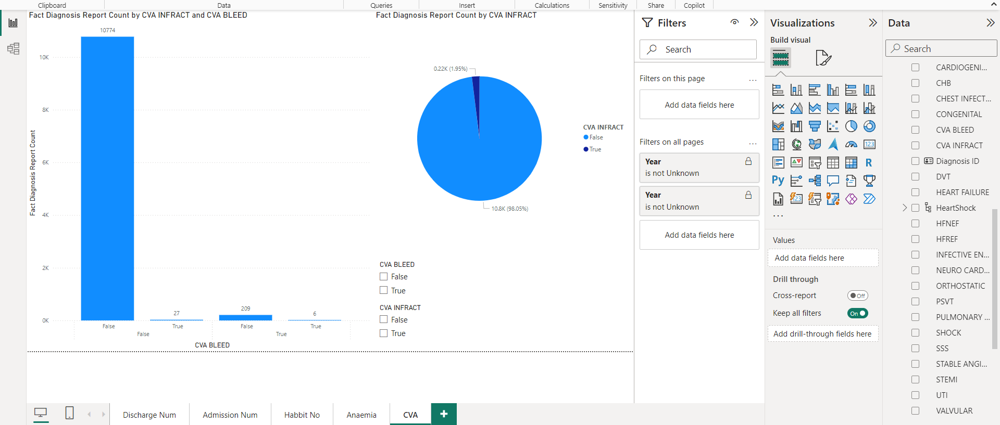 Clipboard
Data
Queries
Insert
Calculations
Sensitivity
Share
Copilot
Fact Diagnosis Report Count by CVA INFRACT and CVA BLEED
Fact Diagnosis Report Count
10K
8K
6K
4K
2K
0K
10774
27
209
6
False
True
False
True
False
True
CVA BLEED
Fact Diagnosis Report Count by CVA INFRACT
0.22K (1.95%)
10.8K (98.05%)
CVA INFRACT
False
True
CVA BLEED
False
True
CVA INFRACT
False
True
Filters
Search
Filters on this page
...
Add data fields here
Filters on all pages
...
Year
is not Unknown
Year
is not Unknown
Add data fields here
Visualizations
Build visual
123
R
Py
123
...
Values
Add data fields here
Drill through
Cross-report
Off
Keep all filters
On
Add drill-through fields here
Data
Search
CARDIOGENI...
CHB
CHEST INFECT...
CONGENITAL
CVA BLEED
CVA INFRACT
Diagnosis ID
DVT
HEART FAILURE
HeartShock
HFNEF
HFREF
INFECTIVE EN...
NEURO CARD...
ORTHOSTATIC
PSVT
PULMONARY ...
SHOCK
SSS
STABLE ANGI...
STEMI
UTI
VALVULAR
Discharge Num
Admission Num
Habbit No
Anaemia
CVA